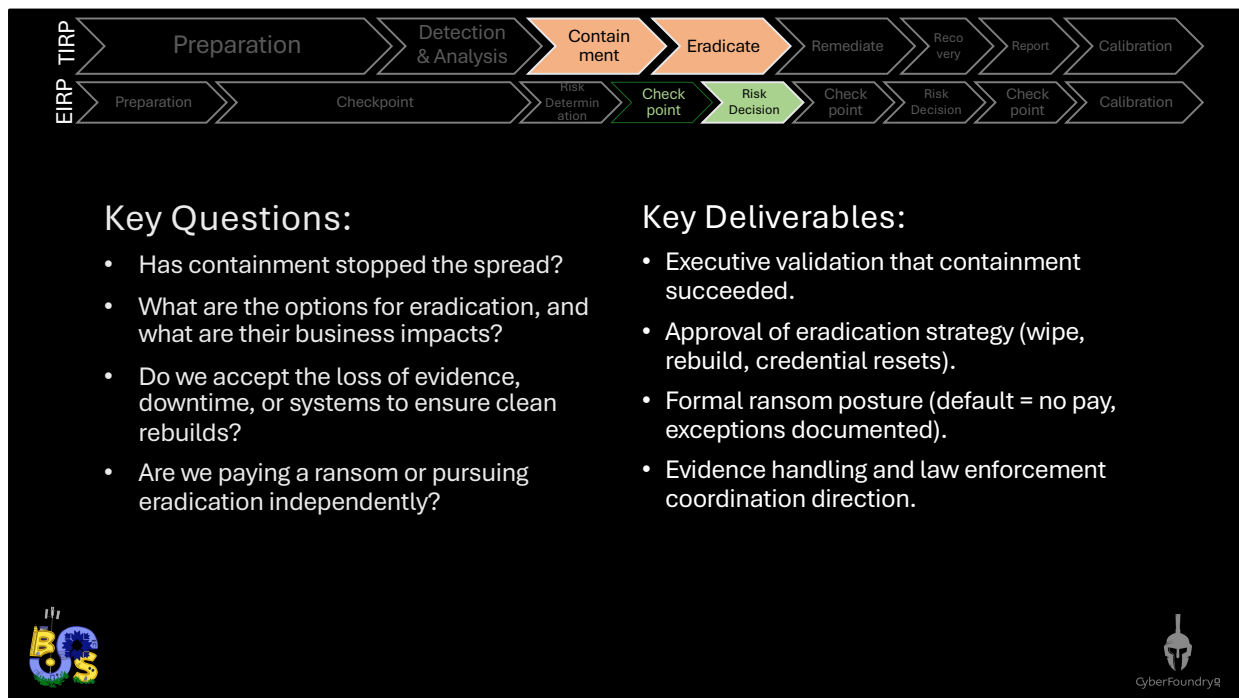 TIRP
Preparation
Detection
& Analysis
Contain
ment
Eradicate
Remediate
Reco
very
Report
Calibration
EIRP
Preparation
Checkpoint
Risk
Determin
ation
Check
point
Risk
Decision
Check
point
Risk
Decision
Check
point
Calibration
Key Questions:
• Has containment stopped the spread?
• What are the options for eradication, and
what are their business impacts?
• Do we accept the loss of evidence,
downtime, or systems to ensure clean
rebuilds?
• Are we paying a ransom or pursuing
eradication independently?
Key Deliverables:
• Executive validation that containment
succeeded.
• Approval of eradication strategy (wipe,
rebuild, credential resets).
• Formal ransom posture (default = no pay,
exceptions documented).
• Evidence handling and law enforcement
coordination direction.
CyberFoundry